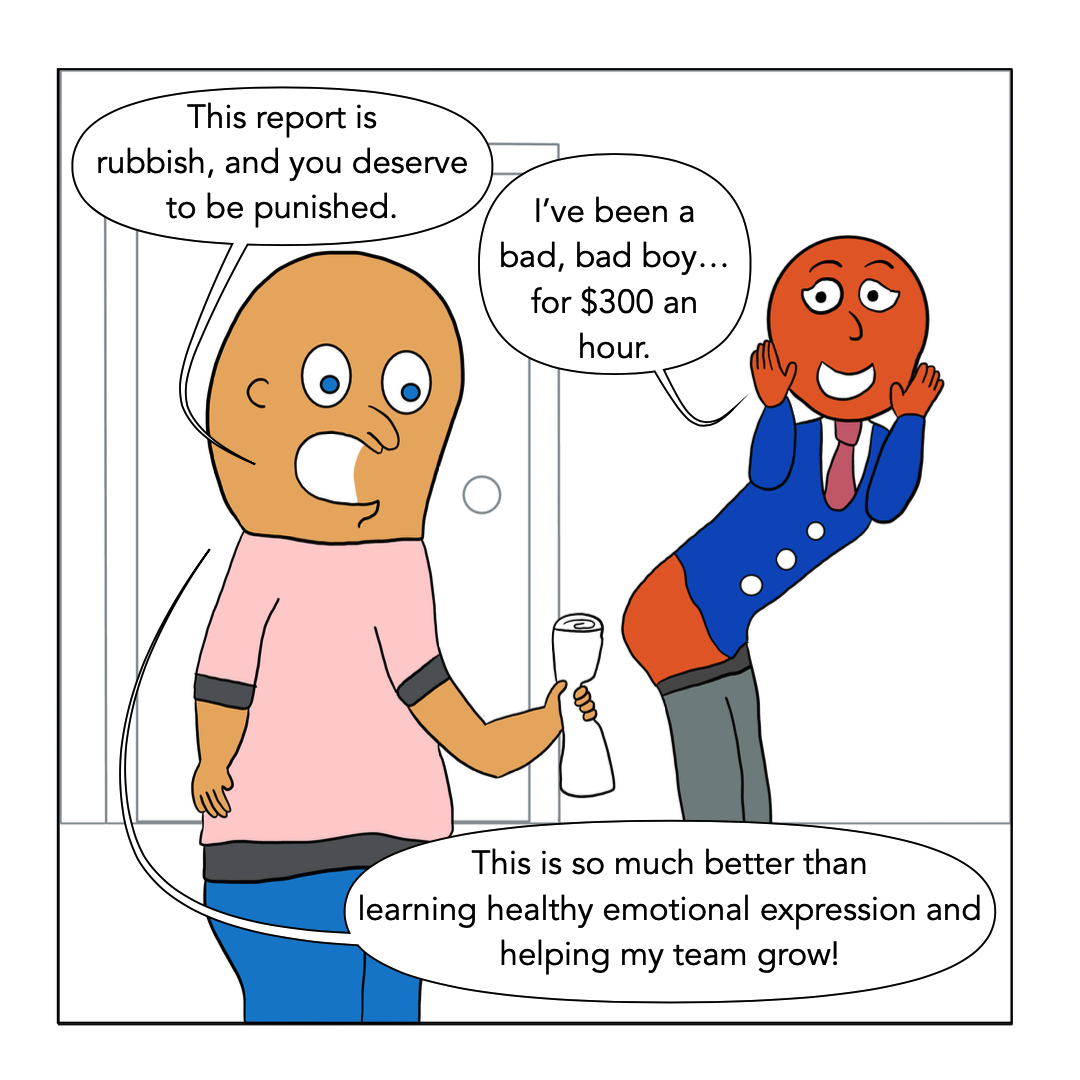 This report is
rubbish, and you deserve
to be punished.
I’ve been a
bad, bad boy…
for $300 an
hour.
This is so much better than
learning healthy emotional expression and
helping my team grow!